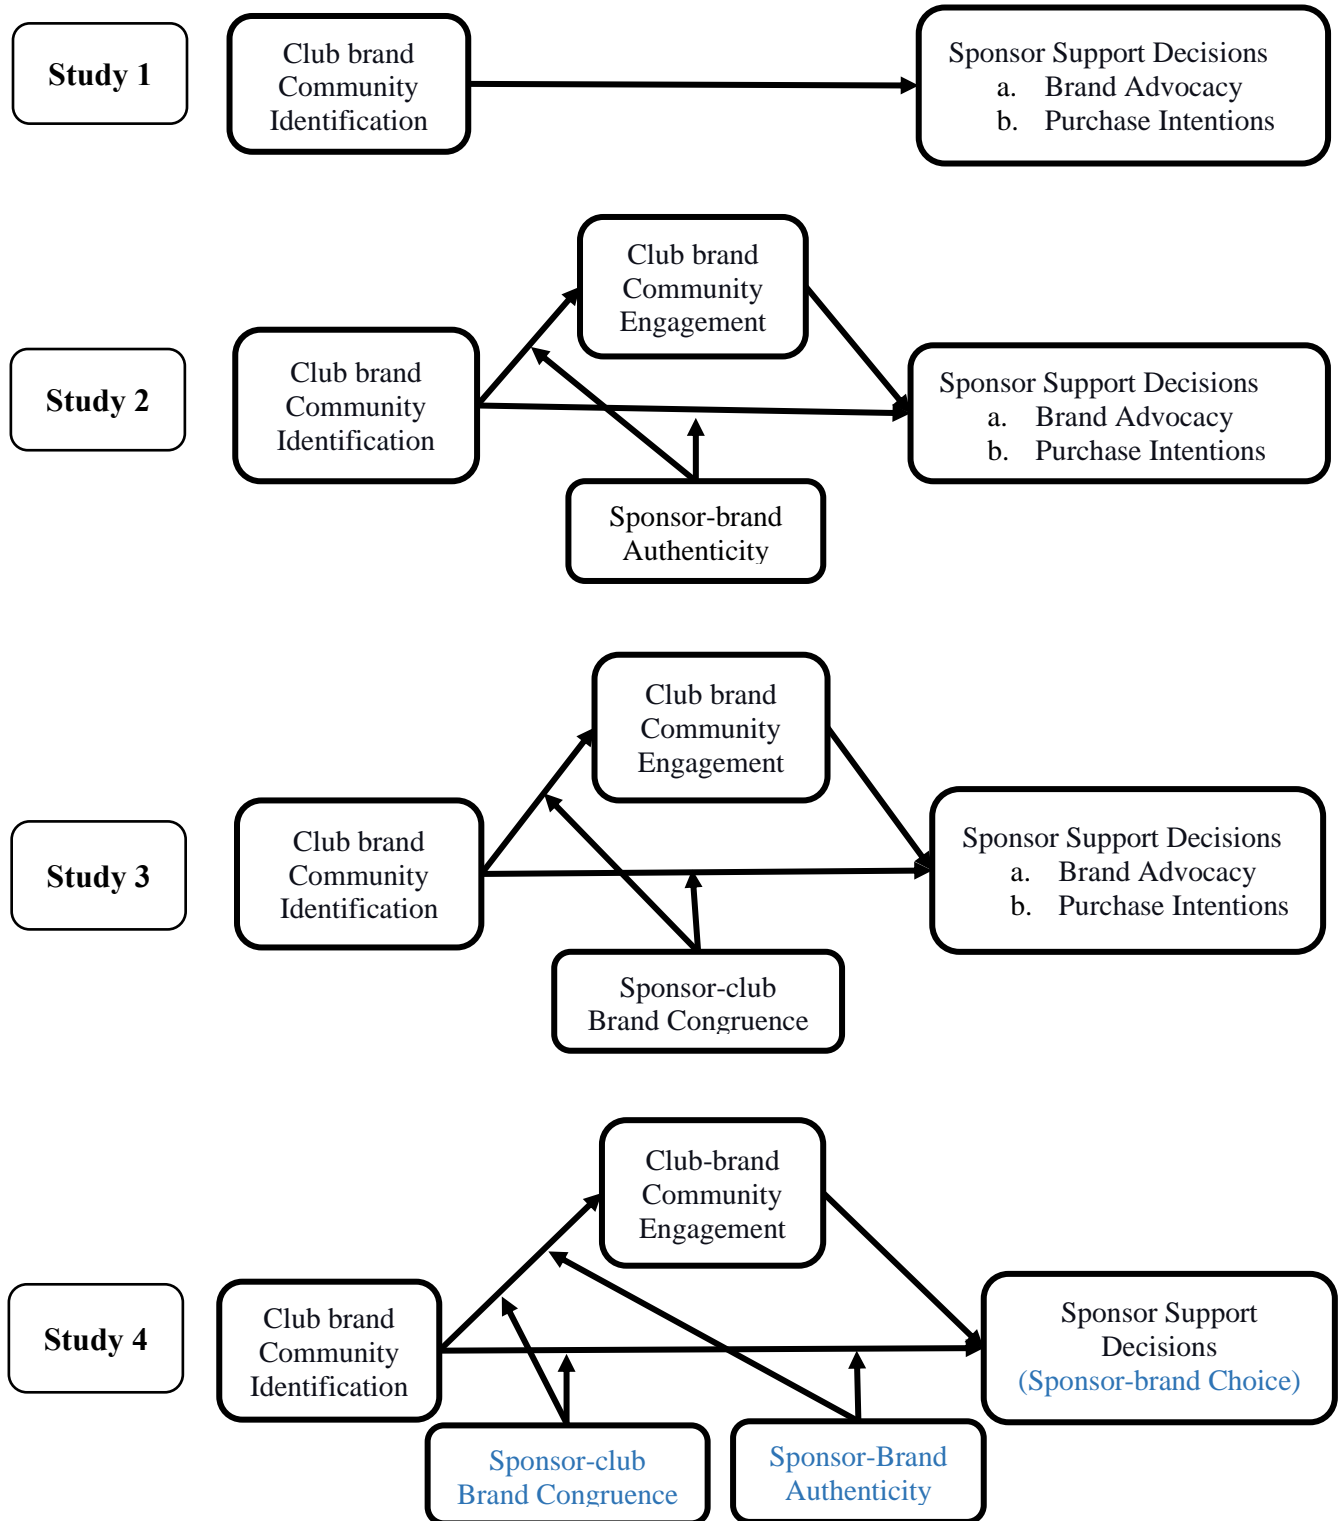 Study 1
Club brand
Community
Identification
Sponsor Support Decisions
a. Brand Advocacy
b. Purchase Intentions
Study 2
Club brand
Community
Engagement
Club brand
Community
Identification
Sponsor Support Decisions
a. Brand Advocacy
b. Purchase Intentions
Sponsor-brand
Authenticity
Study 3
Club brand
Community
Engagement
Club brand
Community
Identification
Sponsor Support Decisions
a. Brand Advocacy
b. Purchase Intentions
Sponsor-club
Brand Congruence
Study 4
Club-brand
Community
Engagement
Club brand
Community
Identification
Sponsor Support
Decisions
(Sponsor-brand Choice)
Sponsor-club
Brand Congruence
Sponsor-Brand
Authenticity